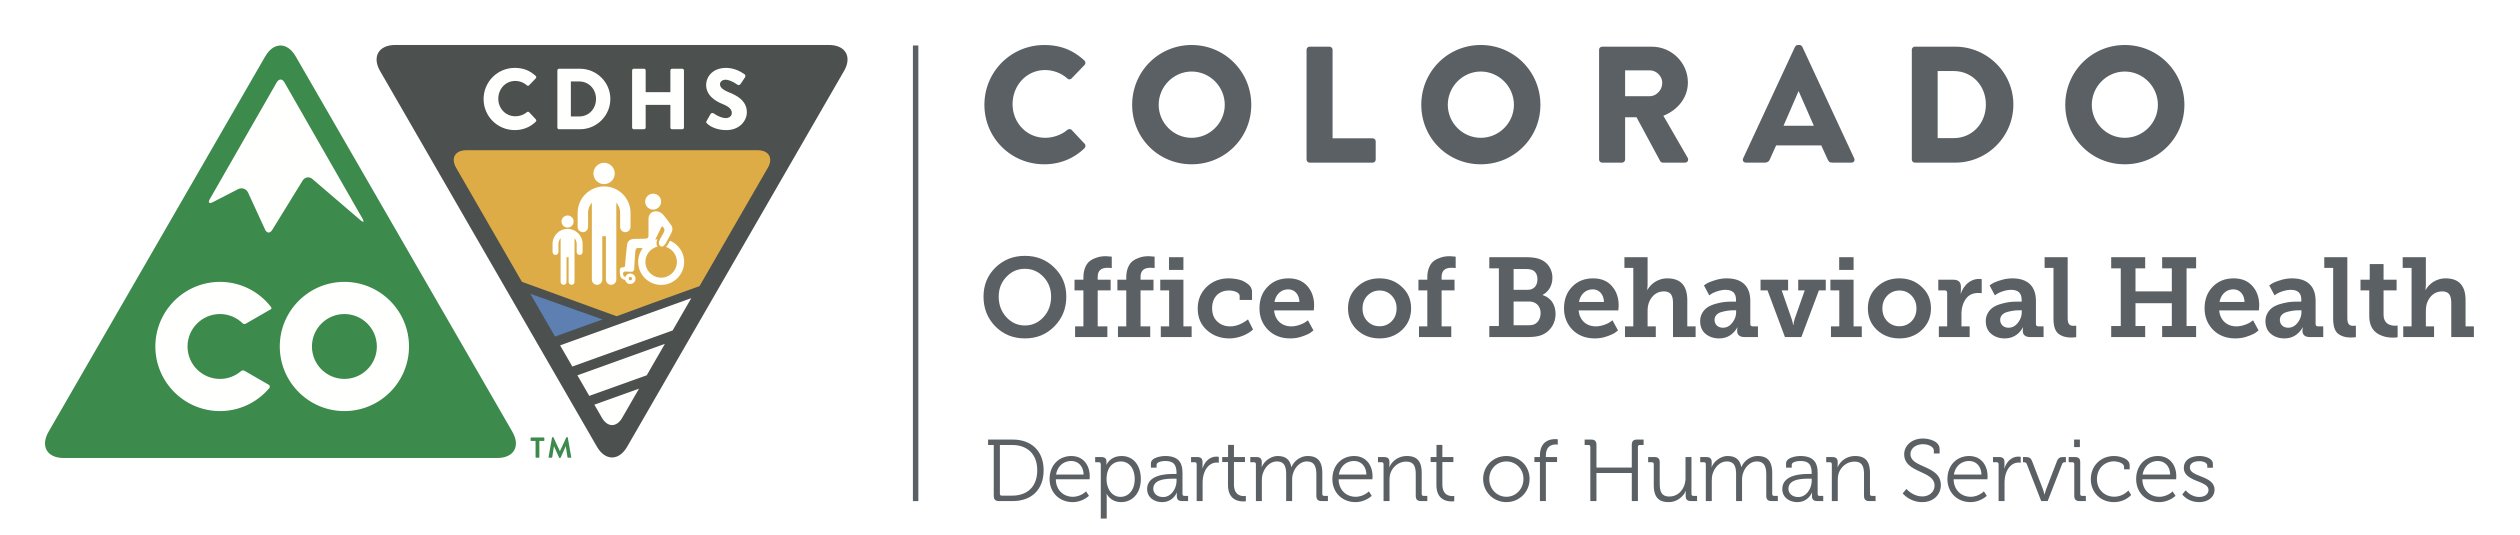 CO
TM
CDHS
COLORADO
Office of Behavioral Health
Department of Human Services